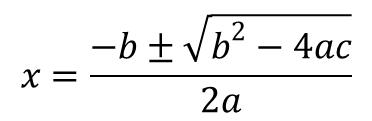 x = (-b ± √(b² − 4ac)) / (2a)